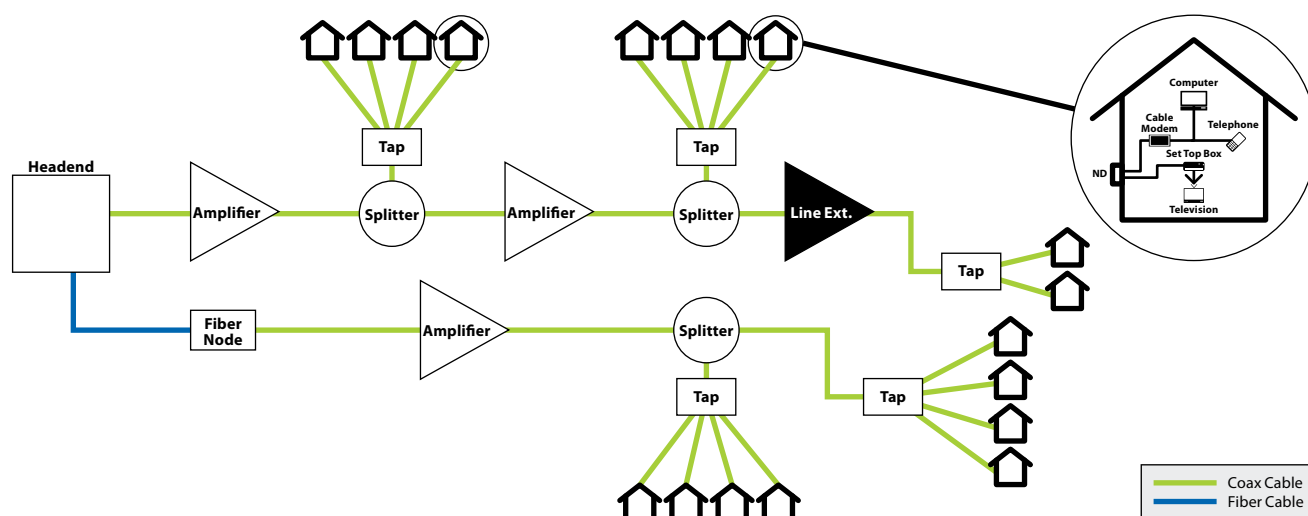 Headend
Amplifier
Tap
Splitter
Amplifier
Tap
Splitter
Line Ext.
Tap
Computer
Cable
Modem
Telephone
Set Top Box
ND
Television
Fiber
Node
Amplifier
Splitter
Tap
Tap
Coax Cable
Fiber Cable